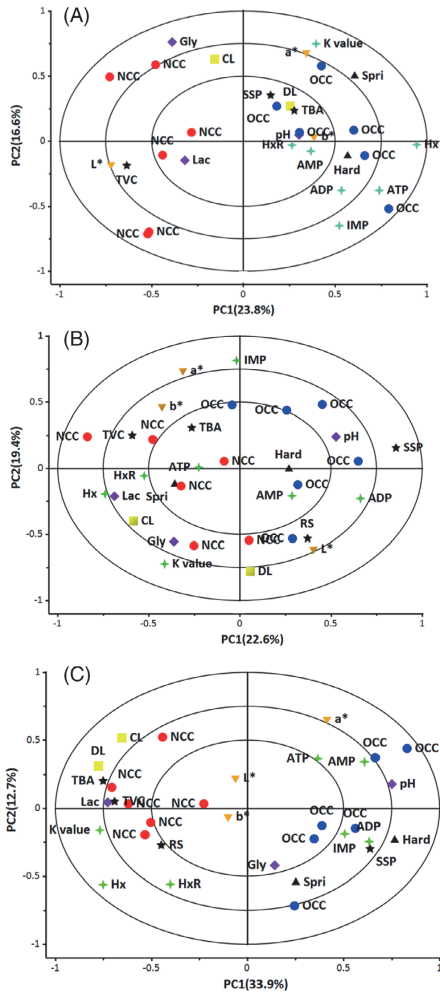 (A)
Gly
K value
a*
CL
NCC
OCC
Spri
NCC
SSP
DL
TBA
OCC
NCC
NCC
pH
OCC
b*
OCC
Hx
HxR
AMP
L*
TVC
Lac
Hard
OCC
ADP
ATP
OCC
IMP
NCC
NCC
PC2(16.6%)
1
0.5
0
-0.5
-1
-1
-0.5
0
0.5
1
PC1(23.8%)
(B)
a*
IMP
b*
OCC
OCC
OCC
NCC
TVC
NCC
TBA
pH
SSP
ATP
NCC
Hard
OCC
HxR
Hx
Lac
Spri
NCC
OCC
AMP
ADP
CL
RS
Gly
NCC
NCC
OCC
L*
K value
DL
PC2(19.4%)
1
0.5
0
-0.5
-1
-1
-0.5
0
0.5
1
PC1(22.6%)
(C)
a*
CL
NCC
DL
ATP
AMP
OCC
OCC
TBA
NCC
L*
pH
Lac
TVC
NCC
NCC
b*
OCC
OCC
K value
NCC
NCC
ADP
Hard
RS
OCC
IMP
SSP
Gly
Hx
HxR
Spri
OCC
PC2(12.7%)
1
0.5
0
-0.5
-1
-1
-0.5
0
0.5
1
PC1(33.9%)